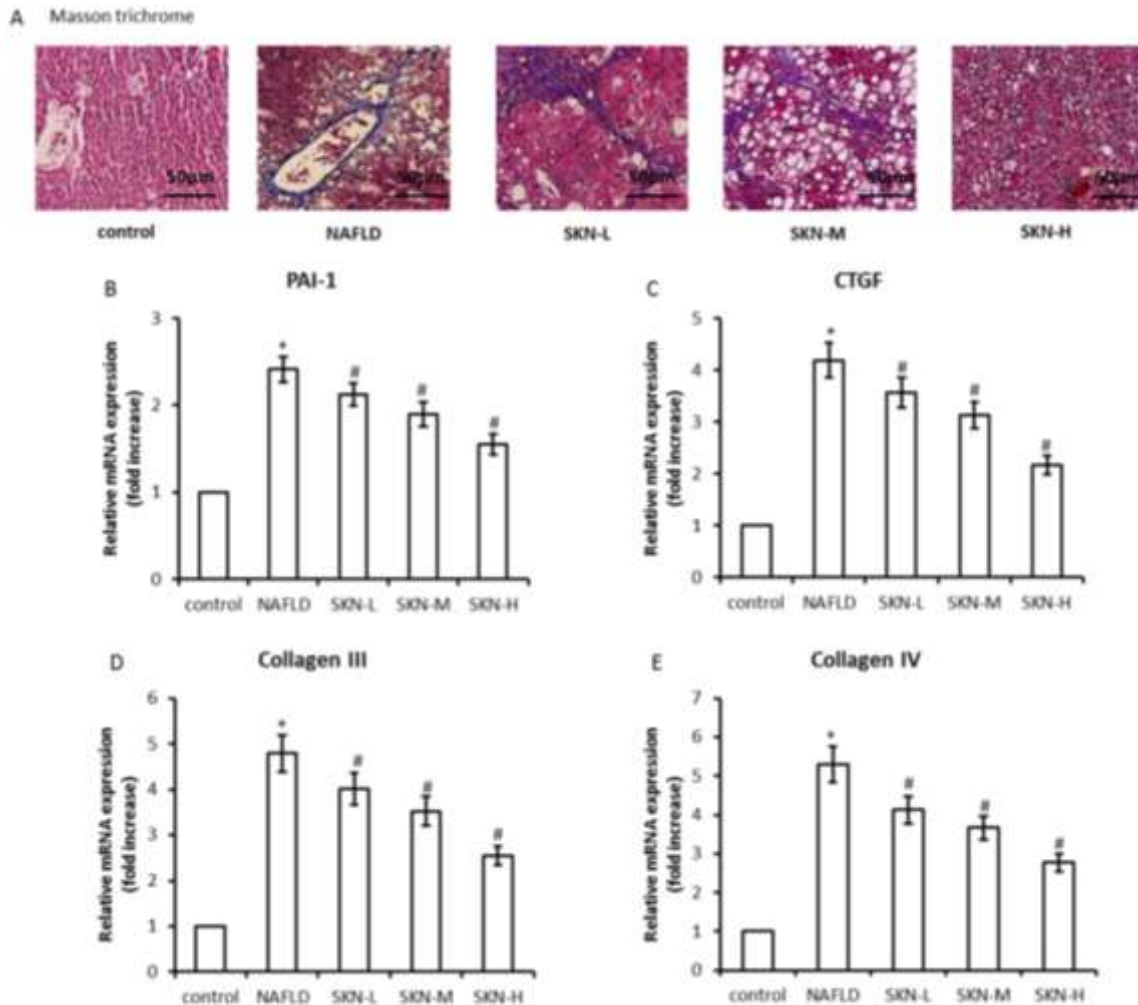 A Masson trichrome
50μm 50μm 50μm 50μm 50μm
control NAFLD SKN-L SKN-M SKN-H
B PAI-1
Relative mRNA expression
(fold increase)
3
2
1
0
* # # #
control NAFLD SKN-L SKN-M SKN-H
C CTGF
Relative mRNA expression
(fold increase)
5
4
3
2
1
0
* # # #
control NAFLD SKN-L SKN-M SKN-H
D Collagen III
Relative mRNA expression
(fold increase)
6
5
4
3
2
1
0
* # # #
control NAFLD SKN-L SKN-M SKN-H
E Collagen IV
Relative mRNA expression
(fold increase)
7
6
5
4
3
2
1
0
* # # #
control NAFLD SKN-L SKN-M SKN-H